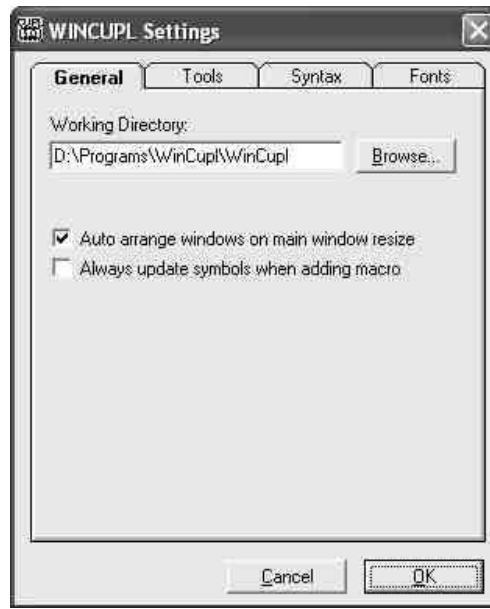 WINCUPL Settings
General Tools Syntax Fonts
Working Directory:
D:\Programs\WinCupl\WinCupl Browse...
Auto arrange windows on main window resize
Always update symbols when adding macro
Cancel OK